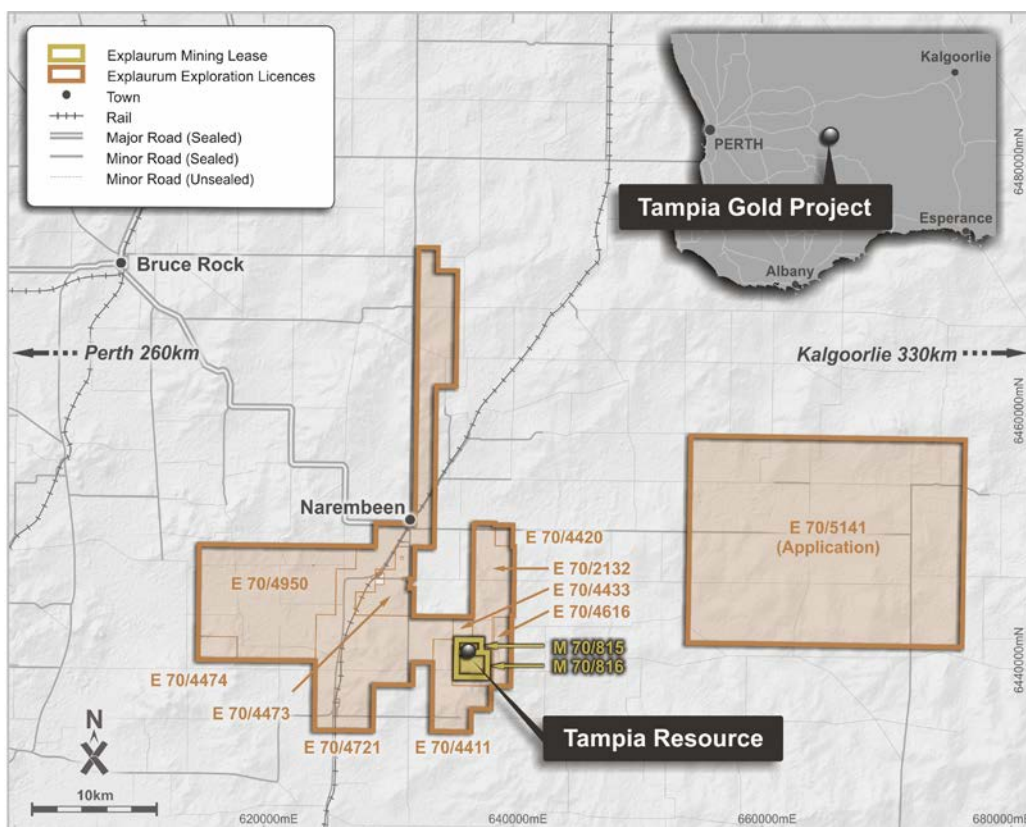 Explaurum Mining Lease
Explaurum Exploration Licences
Town
Rail
Major Road (Sealed)
Minor Road (Sealed)
Minor Road (Unsealed)
Kalgoorlie
PERTH
Tampia Gold Project
Esperance
Albany
6480000mN
Bruce Rock
Perth 260km
Kalgoorlie 330km
6460000mN
Narembeen
E 70/4420
E 70/5141
(Application)
E 70/2132
E 70/4950
E 70/4433
E 70/4616
M 70/815
M 70/816
6440000mN
E 70/4474
E 70/4473
E 70/4721
E 70/4411
Tampia Resource
N
10km
620000mE
640000mE
660000mE
680000mE